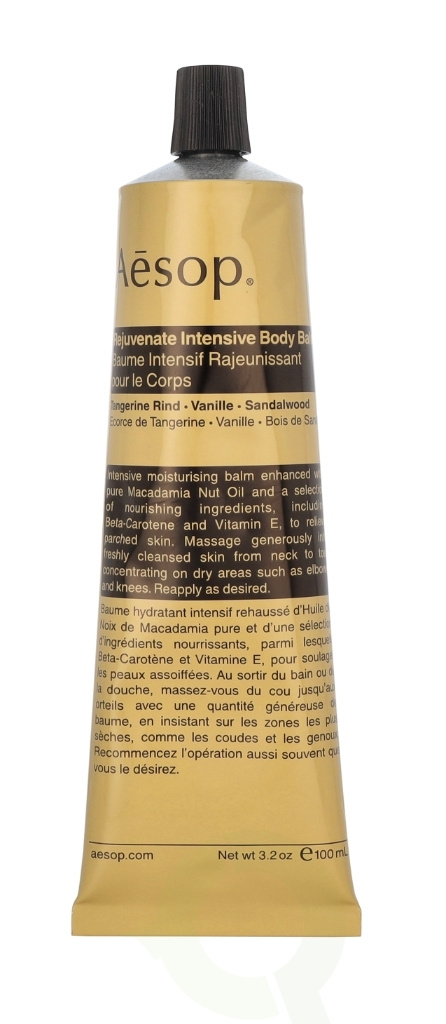 Aēsop®
Rejuvenate Intensive Body Bal
Baume Intensif Rajeunissant
pour le Corps
Tangerine Rind • Vanille • Sandalwood
Écorce de Tangerine • Vanille • Bois de San
Intensive moisturising balm enhanced w
pure Macadamia Nut Oil and a select
of nourishing ingredients, includi
Beta-Carotene and Vitamin E, to relie
parched skin. Massage generously in
freshly cleansed skin from neck to to
concentrating on dry areas such as elbow
and knees. Reapply as desired.
Baume hydratant intensif rehaussé d'Huile d
Noix de Macadamia pure et d'une sélection
d'ingrédients nourrissants, parmi lesquel
Beta-Carotène et Vitamine E, pour soulag
les peaux assoiffées. Au sortir du bain ou d
la douche, massez-vous du cou jusqu'au
orteils avec une quantité généreuse d
baume, en insistant sur les zones les plu
sèches, comme les coudes et les genou
Recommencez l'opération aussi souvent qu
vous le désirez.
aesop.com Net wt 3.2 oz ℮ 100 mL